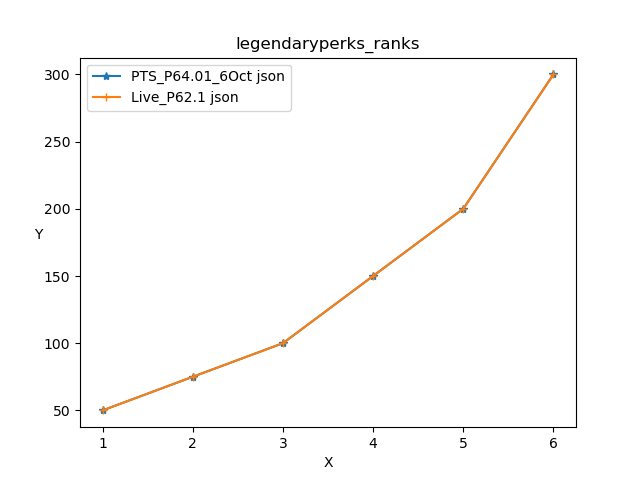 legendaryperks_ranks
PTS_P64.01_6Oct json
Live_P62.1 json
300
250
200
150
100
50
Y
1 2 3 4 5 6
X